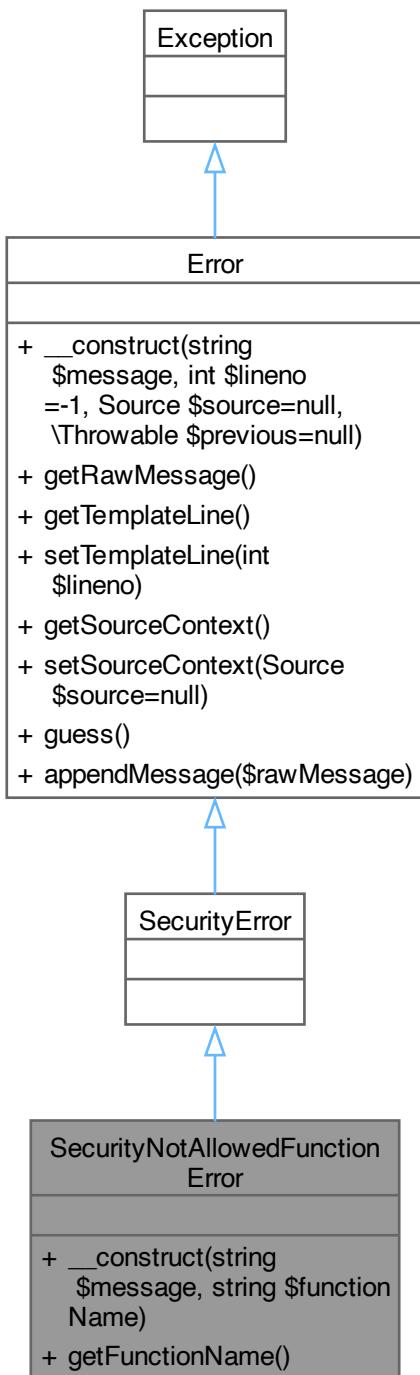 Exception
Error
+ __construct(string
$message, int $lineno
=-1, Source $source=null,
\Throwable $previous=null)
+ getRawMessage()
+ getTemplateLine()
+ setTemplateLine(int
$lineno)
+ getSourceContext()
+ setSourceContext(Source
$source=null)
+ guess()
+ appendMessage($rawMessage)
SecurityError
SecurityNotAllowedFunction
Error
+ __construct(string
$message, string $function
Name)
+ getFunctionName()